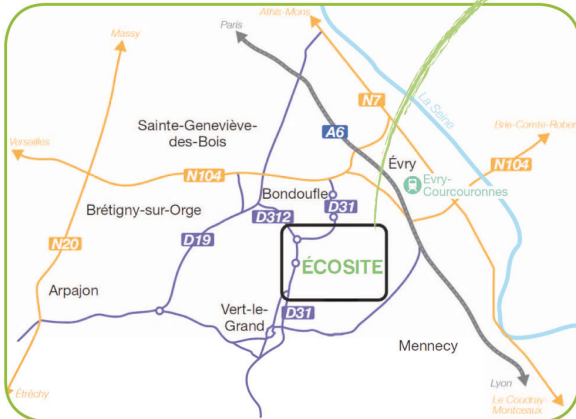 Athis-Mons
Paris
Massy
N7
La Seine
Sainte-Geneviève-
des-Bois
A6
Brie-Comte-Rober
Versailles
Évry
N104
N104
Evry-
Courcouronnes
Bondoufle
D31
Brétigny-sur-Orge
D312
D19
N20
ÉCOSITE
Arpajon
Vert-le-
Grand
D31
Mennecy
Étréchy
Lyon
Le Coudray-
Montceaux